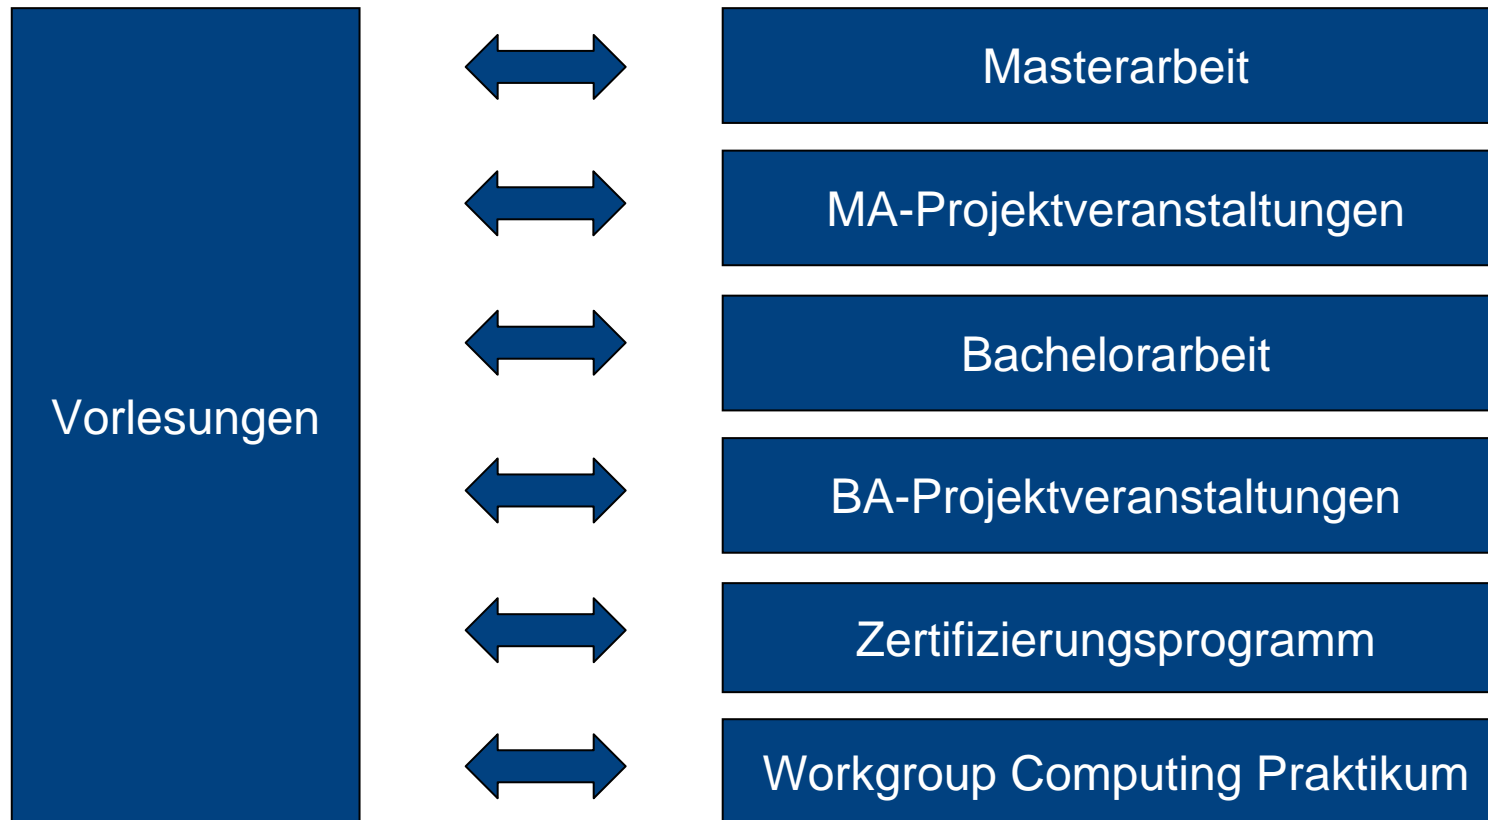 Vorlesungen
Masterarbeit
MA-Projektveranstaltungen
Bachelorarbeit
BA-Projektveranstaltungen
Zertifizierungsprogramm
Workgroup Computing Praktikum